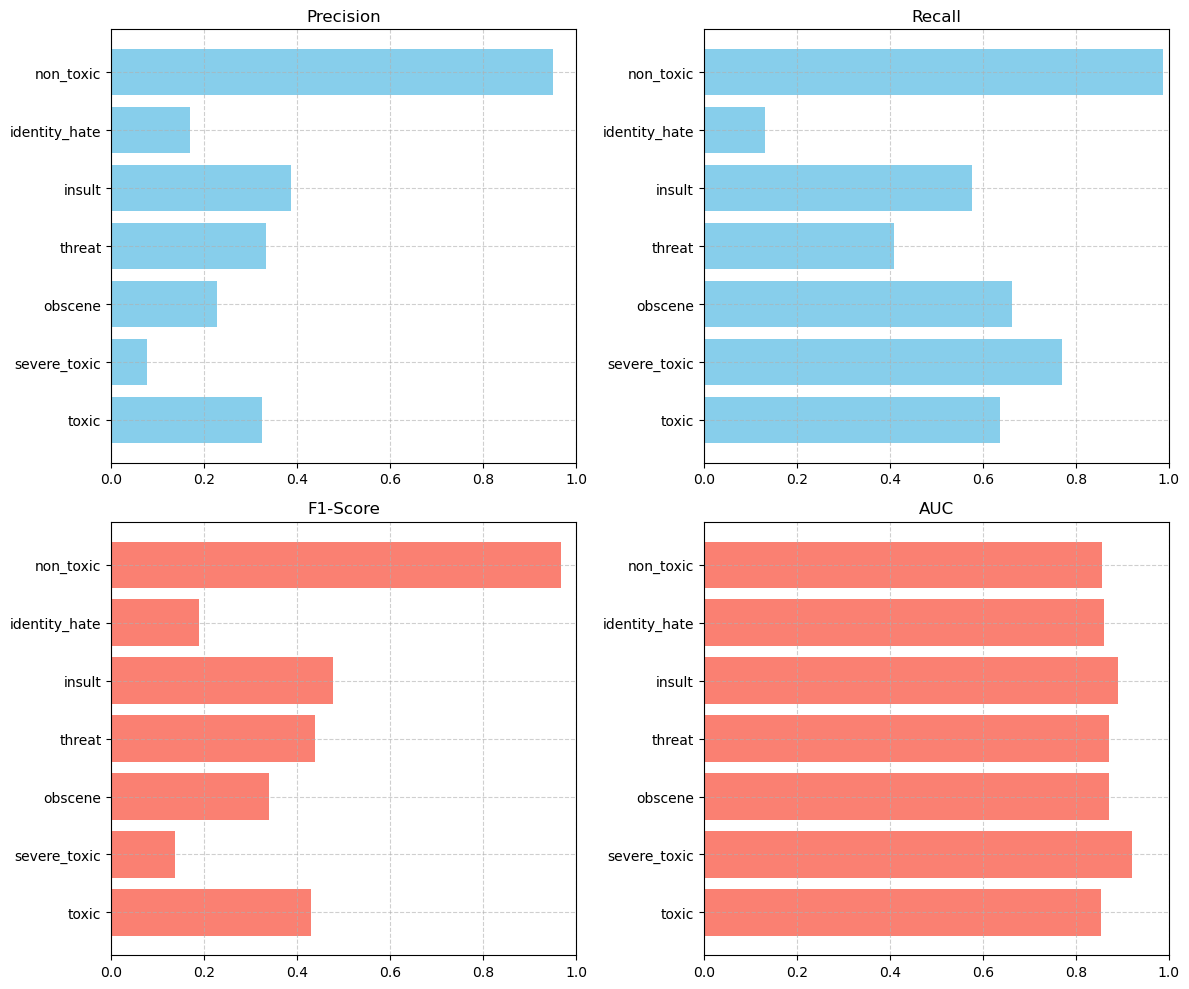 Precision
non_toxic
identity_hate
insult
threat
obscene
severe_toxic
toxic
0.0 0.2 0.4 0.6 0.8 1.0
Recall
non_toxic
identity_hate
insult
threat
obscene
severe_toxic
toxic
0.0 0.2 0.4 0.6 0.8 1.0
F1-Score
non_toxic
identity_hate
insult
threat
obscene
severe_toxic
toxic
0.0 0.2 0.4 0.6 0.8 1.0
AUC
non_toxic
identity_hate
insult
threat
obscene
severe_toxic
toxic
0.0 0.2 0.4 0.6 0.8 1.0